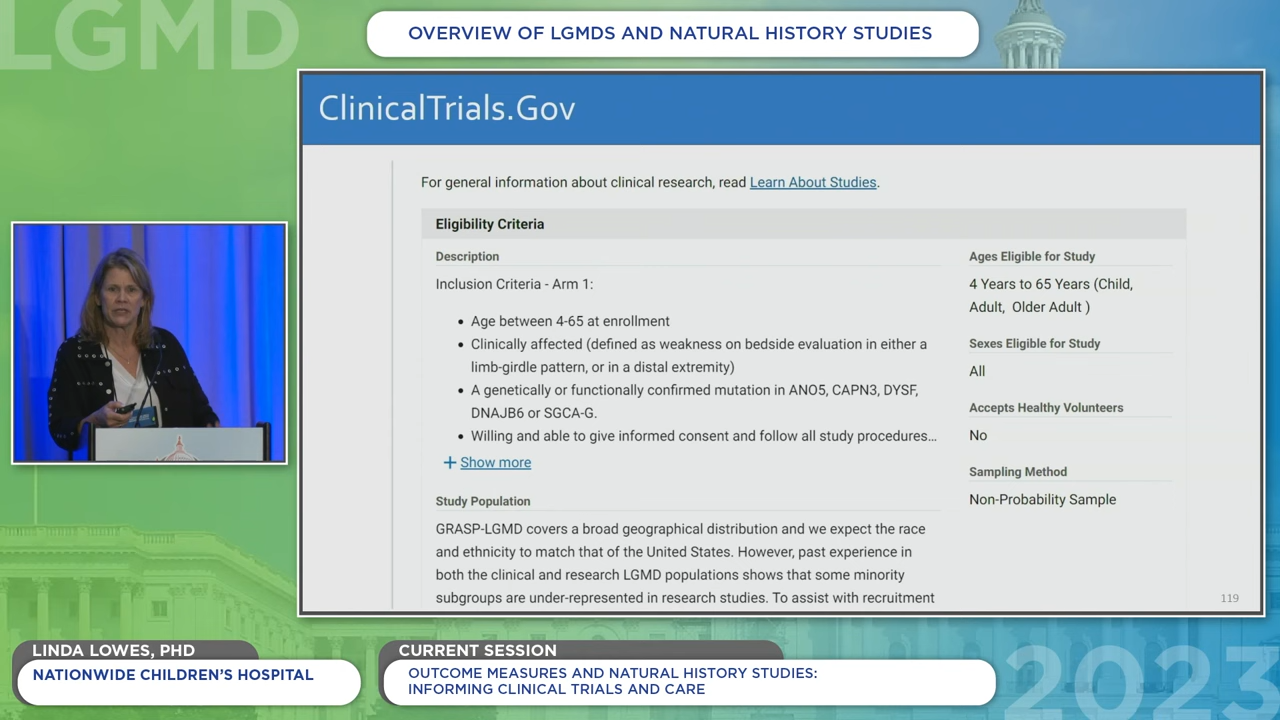 LGMD
OVERVIEW OF LGMDS AND NATURAL HISTORY STUDIES
ClinicalTrials.Gov
For general information about clinical research, read Learn About Studies.
Eligibility Criteria
Description
Inclusion Criteria - Arm 1:
• Age between 4-65 at enrollment
• Clinically affected (defined as weakness on bedside evaluation in either a
limb-girdle pattern, or in a distal extremity)
• A genetically or functionally confirmed mutation in ANO5, CAPN3, DYSF,
DNAJB6 or SGCA-G.
• Willing and able to give informed consent and follow all study procedures...
+ Show more
Study Population
GRASP-LGMD covers a broad geographical distribution and we expect the race
and ethnicity to match that of the United States. However, past experience in
both the clinical and research LGMD populations shows that some minority
subgroups are under-represented in research studies. To assist with recruitment
Ages Eligible for Study
4 Years to 65 Years (Child,
Adult, Older Adult )
Sexes Eligible for Study
All
Accepts Healthy Volunteers
No
Sampling Method
Non-Probability Sample
119
LINDA LOWES, PHD
NATIONWIDE CHILDREN'S HOSPITAL
CURRENT SESSION
OUTCOME MEASURES AND NATURAL HISTORY STUDIES:
INFORMING CLINICAL TRIALS AND CARE
2023